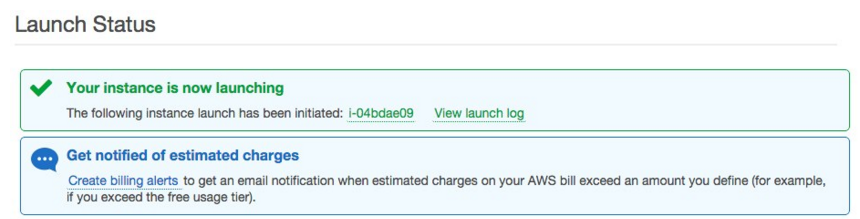 Launch Status
Your instance is now launching
The following instance launch has been initiated: i-04bdae09 View launch log
Get notified of estimated charges
Create billing alerts to get an email notification when estimated charges on your AWS bill exceed an amount you define (for example,
if you exceed the free usage tier).